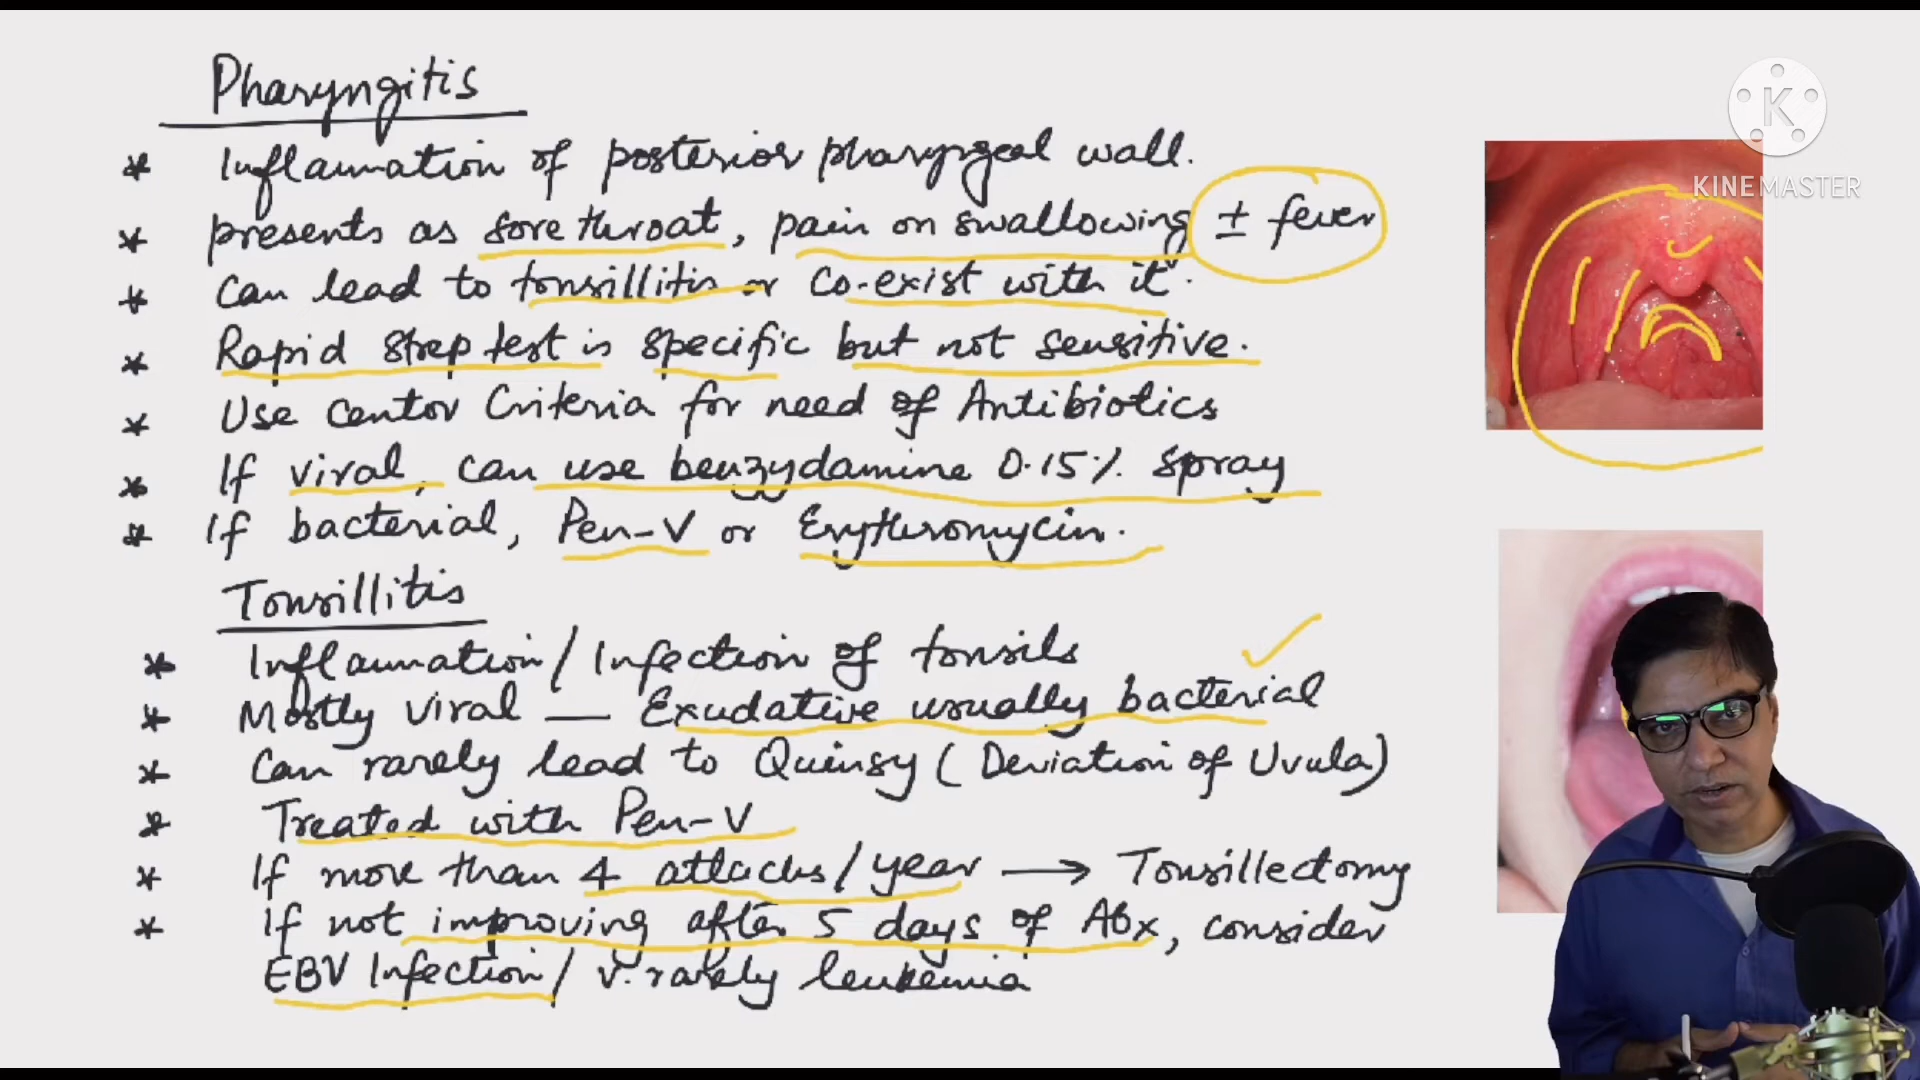 Pharyngitis
* Inflammation of posterior pharyngeal wall.
* presents as sore throat, pain on swallowing ± fever
* Can lead to tonsillitis or Co-exist with it.
* Rapid strep test is specific but not sensitive.
* Use Centor Criteria for need of Antibiotics
* If viral, can use benzydamine 0.15% spray
* If bacterial, Pen-V or Erythromycin.
Tonsillitis
* Inflammation/Infection of tonsils
* Mostly viral — Exudative usually bacterial
* Can rarely lead to Quinsy (Deviation of Uvula)
* Treated with Pen-V
* If more than 4 attacks/year → Tonsillectomy
* If not improving after 5 days of Abx, consider
EBV Infection/ v. rarely leukemia
K
KINEMASTER